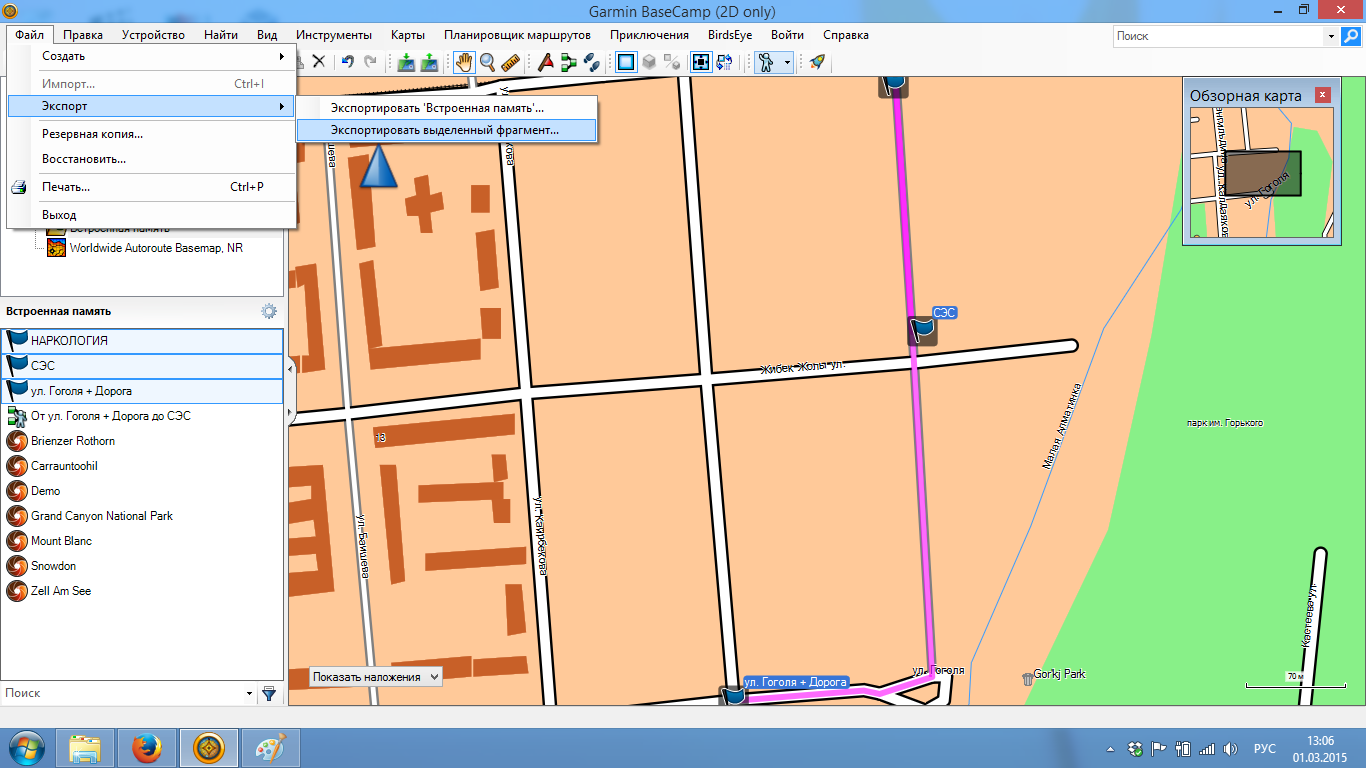 Garmin BaseCamp (2D only)
Файл Правка Устройство Найти Вид Инструменты Карты Планировщик маршрутов Приключения BirdsEye Войти Справка
Поиск
Создать
Импорт... Ctrl+I
Экспорт
Экспортировать 'Встроенная память'...
Экспортировать выделенный фрагмент...
Резервная копия...
Восстановить...
Печать... Ctrl+P
Выход
Встроенная память
Worldwide Autoroute Basemap, NR
Встроенная память
НАРКОЛОГИЯ
СЭС
ул. Гоголя + Дорога
От ул. Гоголя + Дорога до СЭС
Brienzer Rothorn
Carrauntoohil
Demo
Grand Canyon National Park
Mount Blanc
Snowdon
Zell Am See
Поиск
Обзорная карта
ул. Гоголя
СЭС
Жибек Жолы ул.
Малая Алматинка
парк им. Горького
13
ул. Байшева
ул. Кайрбекова
Кастеева ул.
ул. Гоголя
Gor'kj Park
ул. Гоголя + Дорога
70 м
Показать наложения
РУС
13:06
01.03.2015